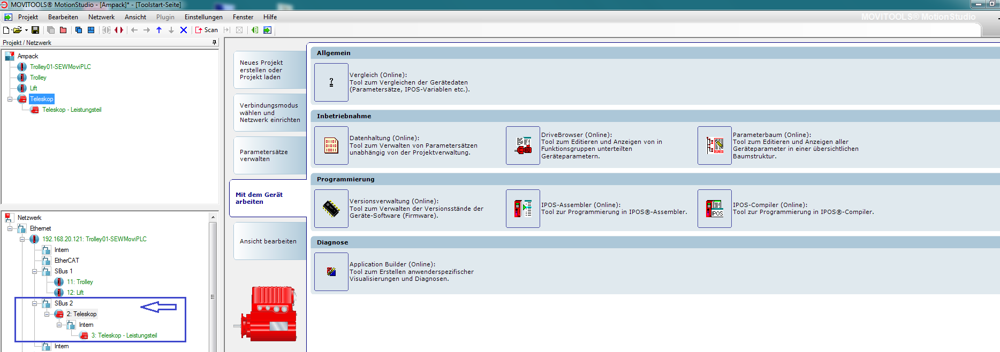 MOVITOOLS® MotionStudio - [Ampack]* - [Toolstart-Seite]
Projekt Bearbeiten Netzwerk Ansicht Plugin Einstellungen Fenster Hilfe
MOVITOOLS® MotionStudio
Scan
Projekt / Netzwerk
Ampack
Trolley01-SEWMoviPLC
Trolley
Lift
Teleskop
Teleskop - Leistungsteil
Netzwerk
Ethernet
192.168.20.121: Trolley01-SEWMoviPLC
Intern
EtherCAT
SBus 1
11: Trolley
12: Lift
SBus 2
2: Teleskop
Intern
3: Teleskop - Leistungsteil
Intern
Neues Projekt
erstellen oder
Projekt laden
Verbindungsmodus
wählen und
Netzwerk einrichten
Parametersätze
verwalten
Mit dem Gerät
arbeiten
Ansicht bearbeiten
Allgemein
?
Vergleich (Online):
Tool zum Vergleichen der Gerätedaten
(Parametersätze, IPOS-Variablen etc.).
Inbetriebnahme
01101
01011
10011
Datenhaltung (Online):
Tool zum Verwalten von Parametersätzen
unabhängig von der Projektverwaltung.
DriveBrowser (Online):
Tool zum Editieren und Anzeigen von in
Funktionsgruppen unterteilten
Geräteparametern.
Parameterbaum (Online):
Tool zum Editieren und Anzeigen aller
Geräteparameter in einer übersichtlichen
Baumstruktur.
Programmierung
Versionsverwaltung (Online):
Tool zum Verwalten der Versionsstände der
Geräte-Software (Firmware).
IPOS-Assembler (Online):
Tool zur Programmierung in IPOS®-Assembler.
IPOS
IPOS-Compiler (Online):
Tool zur Programmierung in IPOS®-Compiler.
Diagnose
Application Builder (Online):
Tool zum Erstellen anwenderspezifischer
Visualisierungen und Diagnosen.